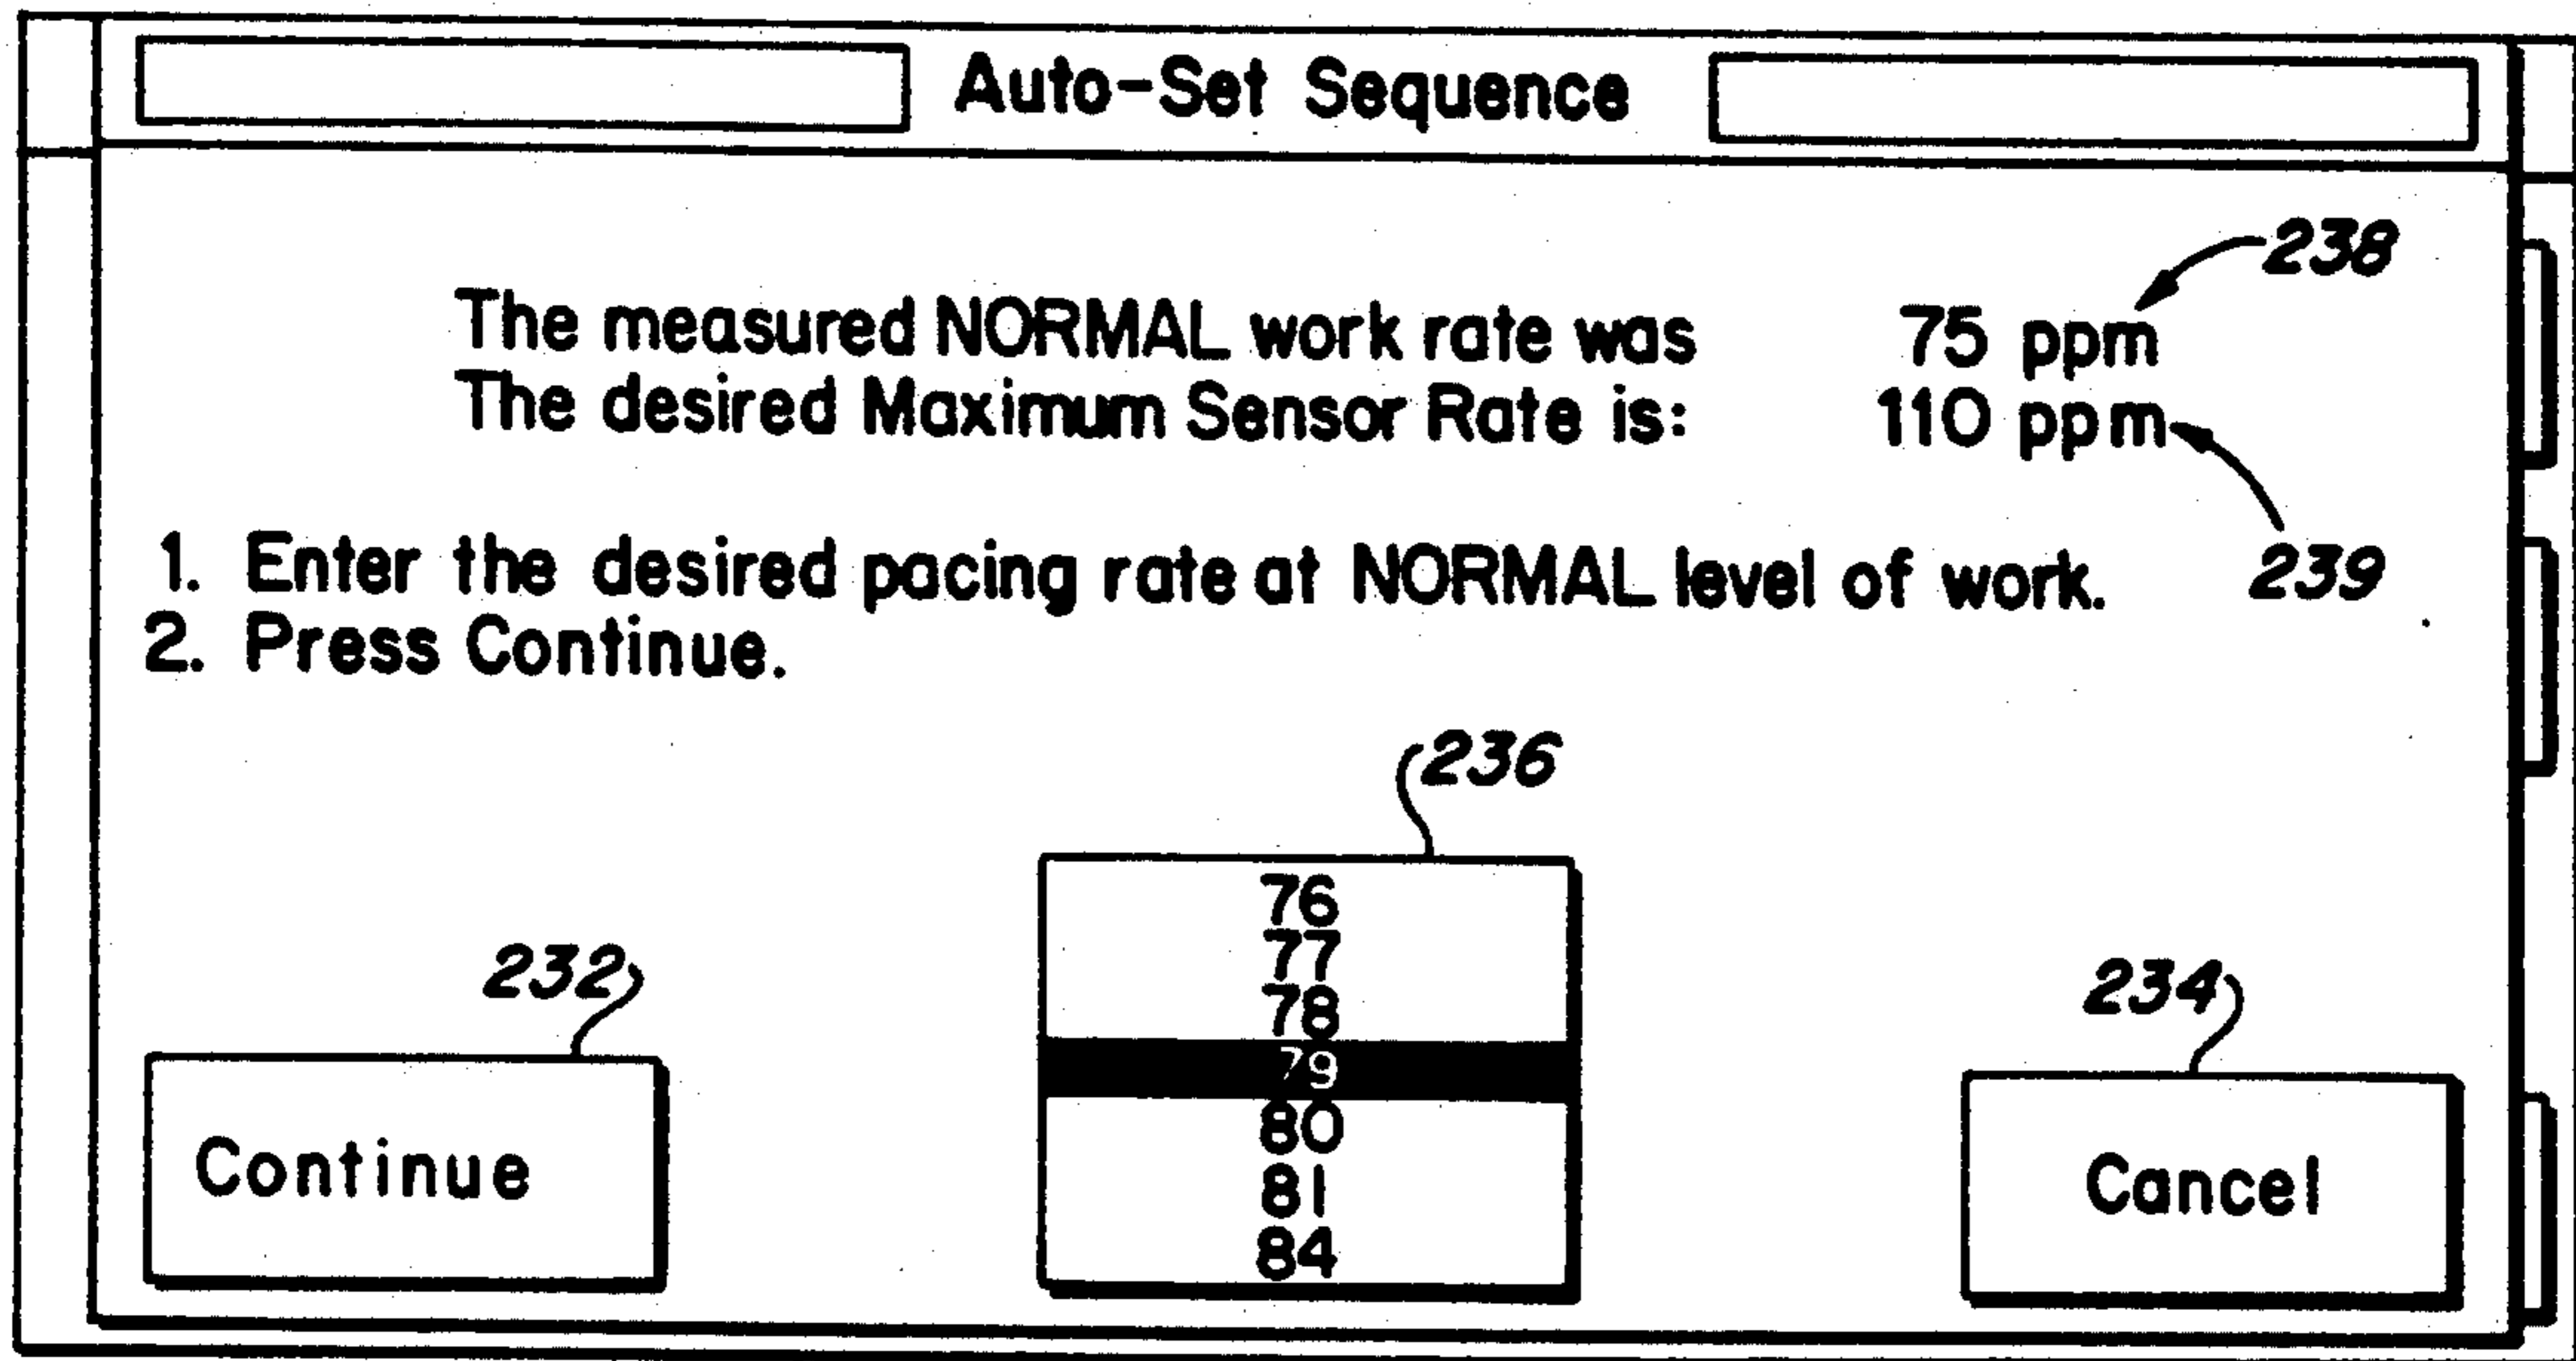 Auto-Set Sequence
238
The measured NORMAL work rate was 75 ppm
The desired Maximum Sensor Rate is: 110 ppm
1. Enter the desired pacing rate at NORMAL level of work. 239
2. Press Continue.
236
76
77
232 78 234
79
80
Continue 81 Cancel
84